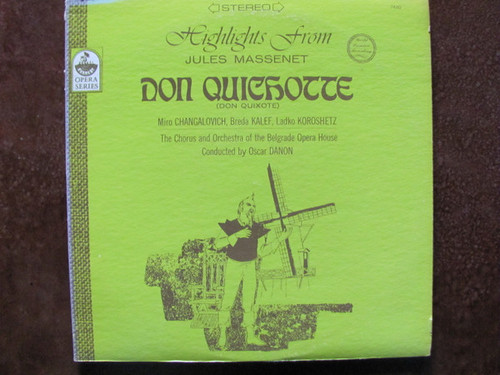 STEREO
Highlights From
JULES MASSENET
DON QUICHOTTE
(DON QUIXOTE)
Miro CHANGALOVICH, Breda KALEF, Ladko KOROSHETZ
The Chorus and Orchestra of the Belgrade Opera House
Conducted by Oscar DANON
OPERA
SERIES